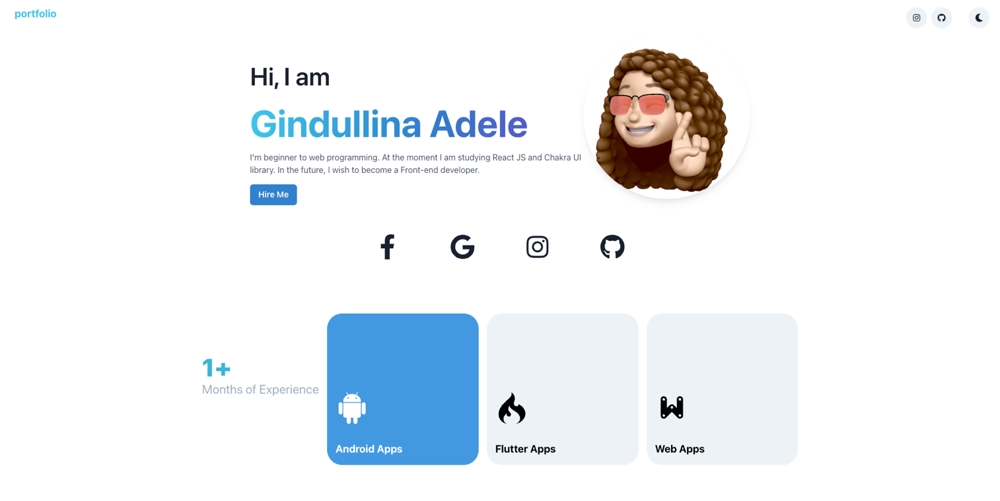 portfolio
Hi, I am
Gindullina Adele
I'm beginner to web programming. At the moment I am studying React JS and Chakra UI
library. In the future, I wish to become a Front-end developer.
Hire Me
1+
Months of Experience
Android Apps
Flutter Apps
Web Apps